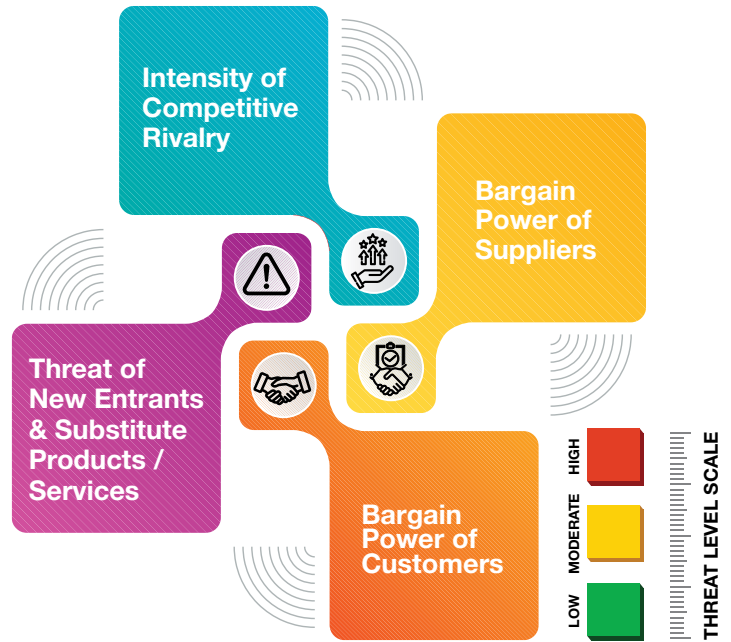 Intensity of
Competitive
Rivalry
Bargain
Power of
Suppliers
Threat of
New Entrants
& Substitute
Products /
Services
Bargain
Power of
Customers
HIGH
MODERATE
LOW
THREAT LEVEL SCALE